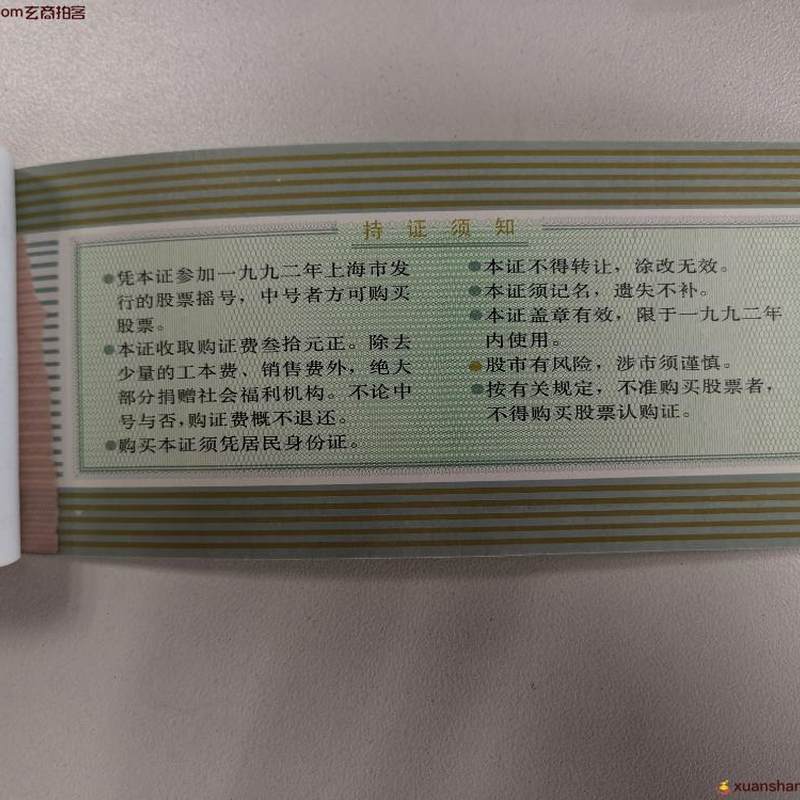 om玄商拍客
持证须知
●凭本证参加一九九二年上海市发
行的股票摇号，中号者方可购买
股票。
●本证收取购证费叁拾元正。除去
少量的工本费、销售费外，绝大
部分捐赠社会福利机构。不论中
号与否，购证费概不退还。
●购买本证须凭居民身份证。
●本证不得转让，涂改无效。
●本证须记名，遗失不补。
●本证盖章有效，限于一九九二年
内使用。
●股市有风险，涉市须谨慎。
●按有关规定，不准购买股票者，
不得购买股票认购证。
xuanshan